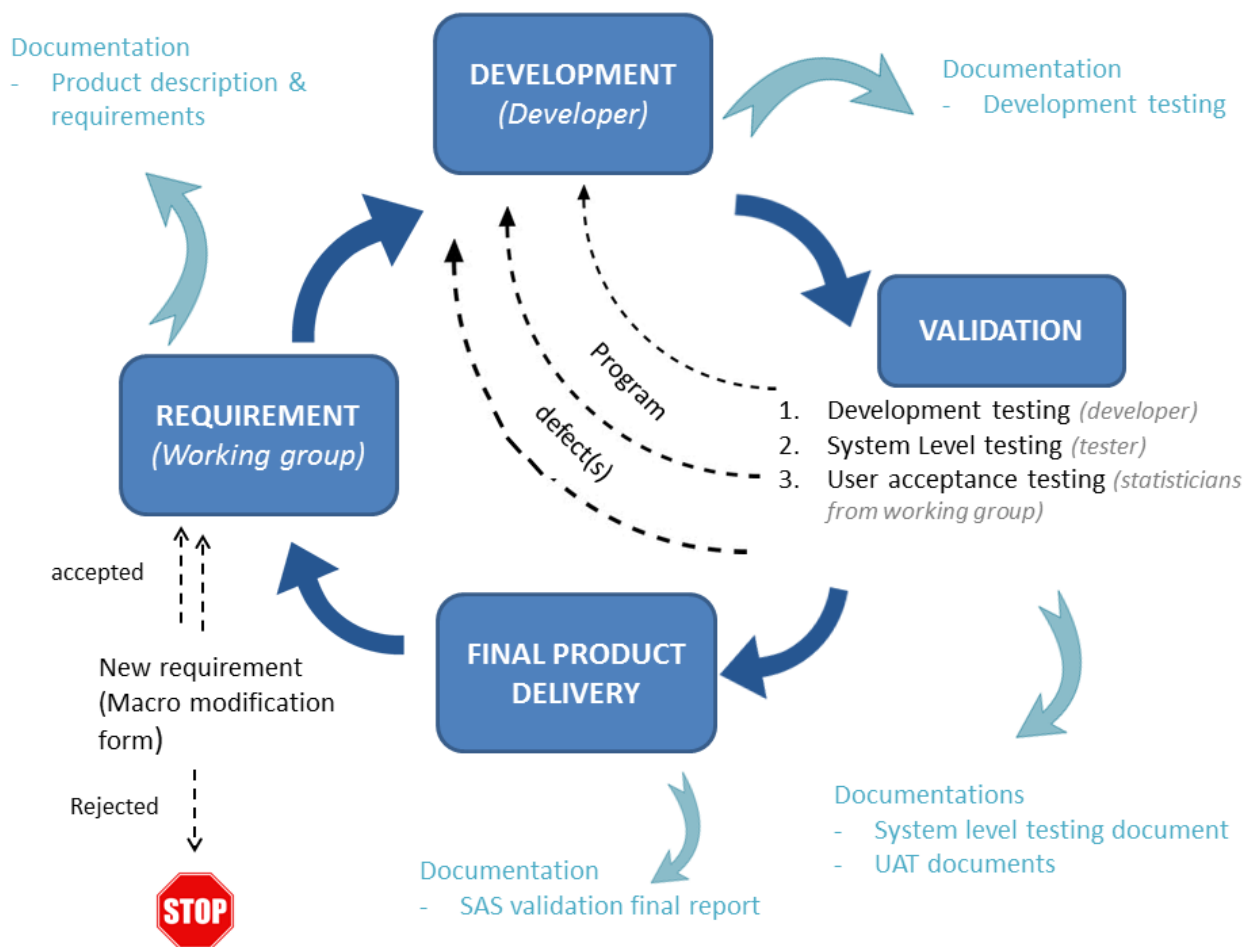 Documentation
- Product description &
requirements
DEVELOPMENT
(Developer)
Documentation
- Development testing
VALIDATION
1. Development testing (developer)
2. System Level testing (tester)
3. User acceptance testing (statisticians
from working group)
Program
defect(s)
REQUIREMENT
(Working group)
accepted
New requirement
(Macro modification
form)
Rejected
STOP
FINAL PRODUCT
DELIVERY
Documentation
- SAS validation final report
Documentations
- System level testing document
- UAT documents